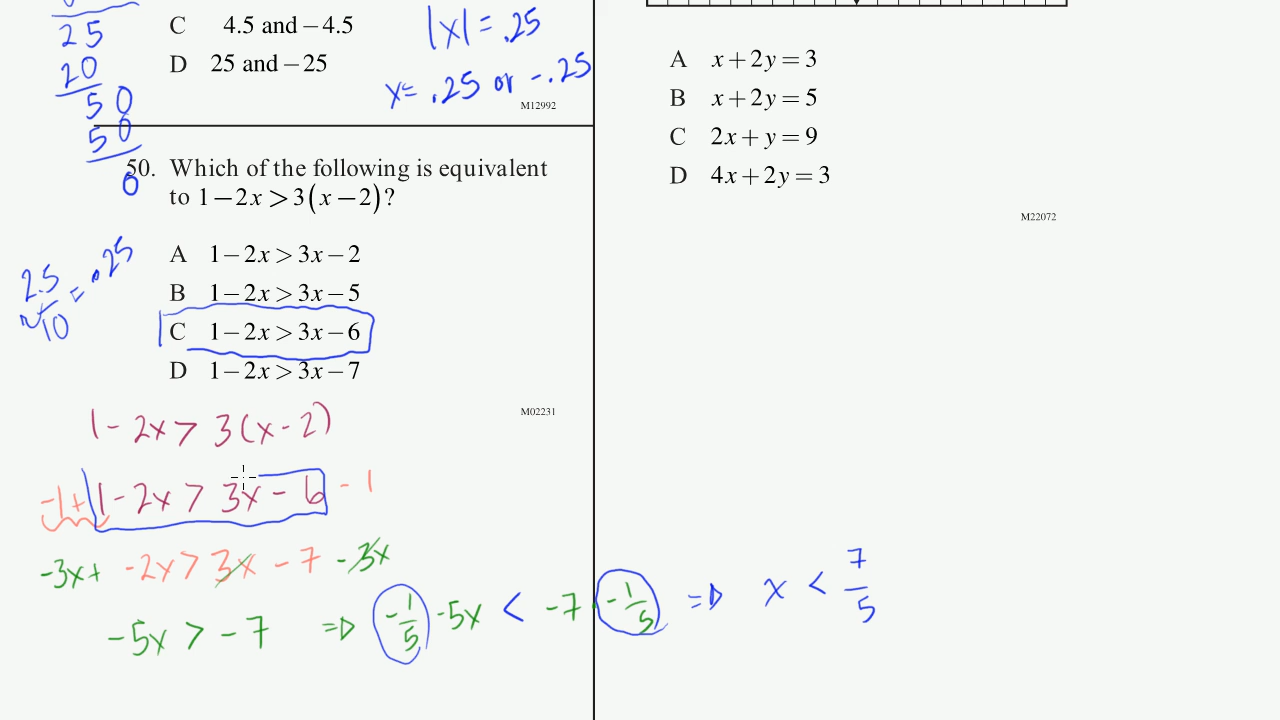 25
20
50
50
0
C 4.5 and −4.5
D 25 and −25
|x| = .25
x = .25 or -.25
M12992
50. Which of the following is equivalent
to 1−2x > 3(x−2)?
A 1−2x > 3x−2
B 1−2x > 3x−5
C 1−2x > 3x−6
D 1−2x > 3x−7
M02231
= .25
1 - 2x > 3(x - 2)
-1 + 1 - 2x > 3x - 6 - 1
-3x + -2x > 3x - 7 - 3x
-5x > -7 ⇒ -1/5 · -5x < -7 · -1/5 ⇒ x < 7/5
A x+2y=3
B x+2y=5
C 2x+y=9
D 4x+2y=3
M22072